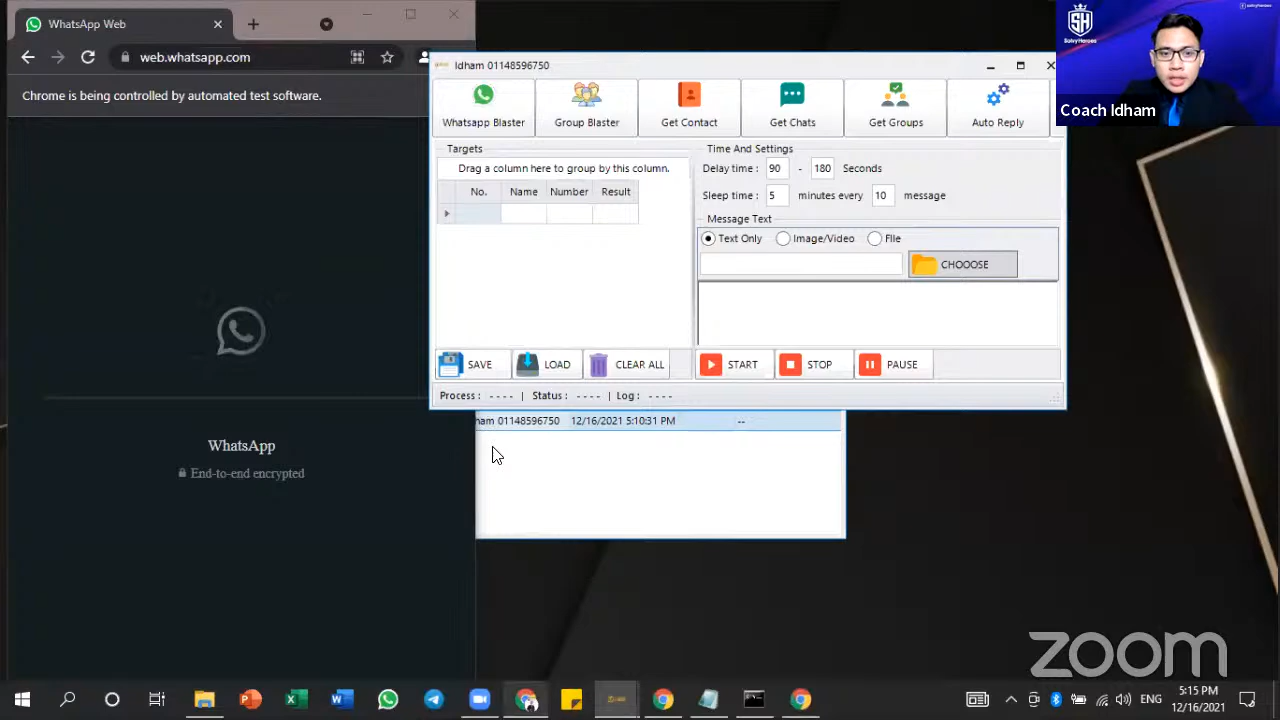 WhatsApp Web
web.whatsapp.com
Chrome is being controlled by automated test software.
WhatsApp
End-to-end encrypted
Idham 01148596750
Whatsapp Blaster
Group Blaster
Get Contact
Get Chats
Get Groups
Auto Reply
Targets
Drag a column here to group by this column.
No. Name Number Result
Time And Settings
Delay time : 90 - 180 Seconds
Sleep time : 5 minutes every 10 message
Message Text
Text Only Image/Video File
CHOOOSE
SAVE LOAD CLEAR ALL
START STOP PAUSE
Process : - - - - | Status : - - - - | Log : - - - -
ham 01148596750 12/16/2021 5:10:31 PM --
SH
SalvyHeroes
Coach Idham
zoom
ENG
5:15 PM
12/16/2021